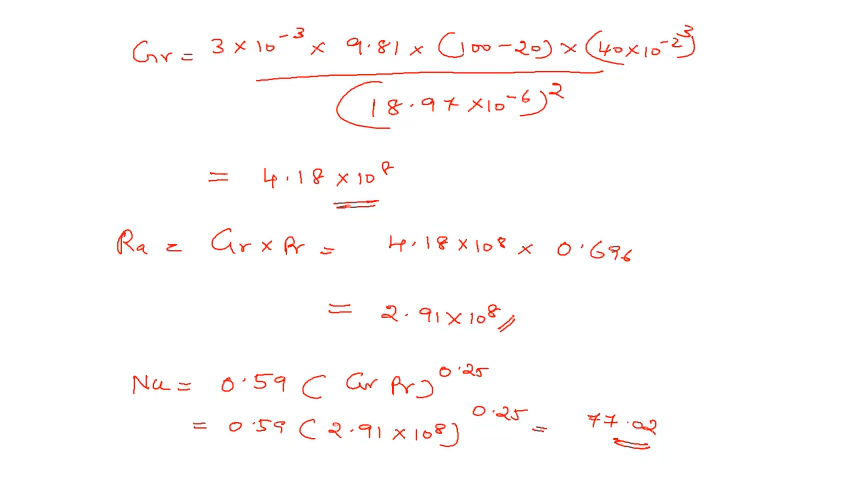 Gr = 3 × 10⁻³ × 9.81 × (100-20) × (40×10⁻²)³
(18.97 ×10⁻⁶)²
= 4.18 ×10⁸
Ra = Gr × Pr = 4.18 ×10⁸ × 0.696
= 2.91 ×10⁸
Nu = 0.59 ( Gr Pr)^0.25
= 0.59 ( 2.91 × 10⁸)^0.25 = 77.02